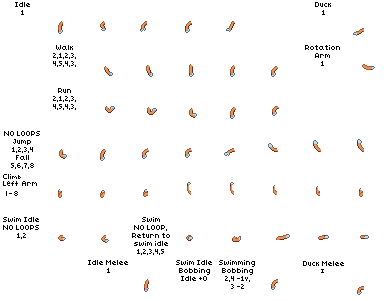 Idle
1
Duck
1
Walk
2,1,2,3,
4,5,4,3,
Rotation
Arm
1
Run
2,1,2,3,
4,5,4,3,
NO LOOPS
Jump
1,2,3,4
Fall
5,6,7,8
Climb
Left Arm
1-8
Swim Idle
NO LOOPS
1,2
Swim
NO LOOP,
Return to
swim idle
1,2,3,4,5
Swim Idle
Bobbing
Idle +0
Swimming
Bobbing
2,4 -1v,
3 -2
Idle Melee
1
Duck Melee
1